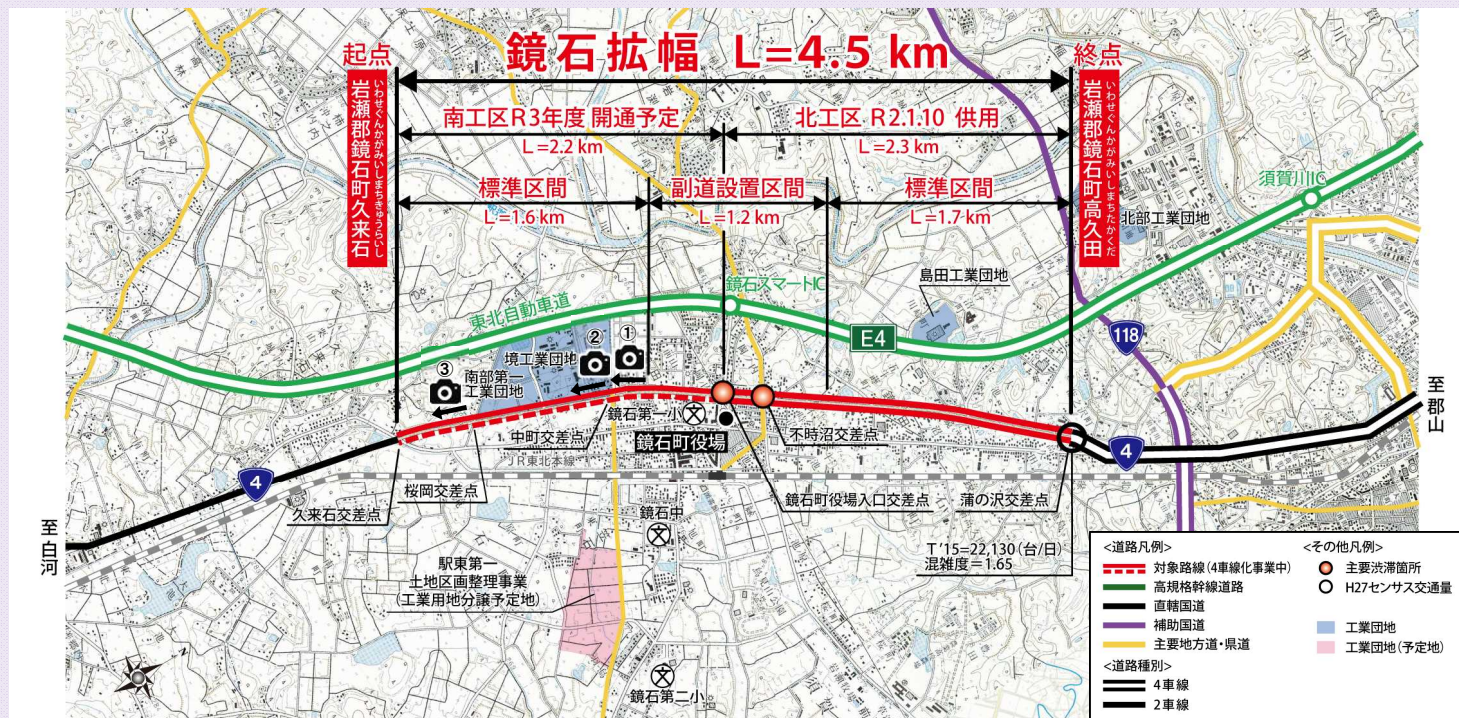 鏡石拡幅 L=4.5 km
起点
終点
岩瀬郡鏡石町久来石
いわせぐんかがみいしまちきゅうらいし
岩瀬郡鏡石町高久田
いわせぐんかがみいしまちたかくだ
南工区R3年度 開通予定
L=2.2 km
北工区 R2.1.10 供用
L=2.3 km
標準区間
L=1.6 km
副道設置区間
L=1.2 km
標準区間
L=1.7 km
須賀川IC
北部工業団地
島田工業団地
鏡石スマートIC
東北自動車道
E4
118
①
②
③
境工業団地
南部第一
工業団地
鏡石第一小
文
中町交差点
鏡石町役場
不時沼交差点
JR東北本線
4
4
桜岡交差点
久来石交差点
鏡石町役場入口交差点
蒲の沢交差点
至郡山
至白河
鏡石中
文
T'15=22,130(台/日)
混雑度=1.65
駅東第一
土地区画整理事業
(工業用地分譲予定地)
文
鏡石第二小
<道路凡例>
対象路線(4車線化事業中)
高規格幹線道路
直轄国道
補助国道
主要地方道・県道
<道路種別>
4車線
2車線
<その他凡例>
主要渋滞箇所
H27センサス交通量
工業団地
工業団地(予定地)